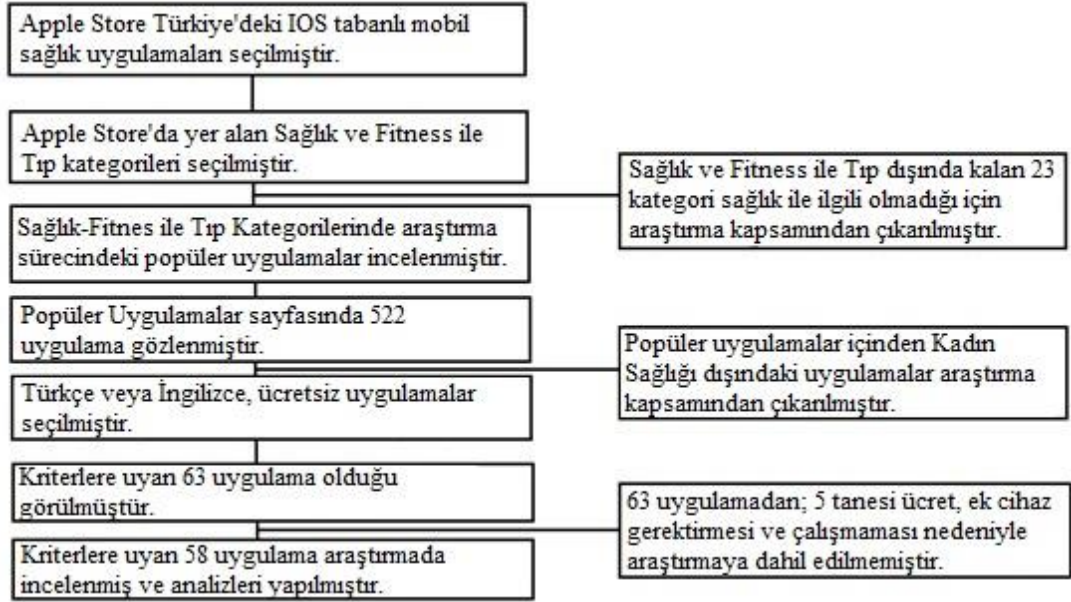 Apple Store Türkiye'deki IOS tabanlı mobil
sağlık uygulamaları seçilmiştir.
Apple Store'da yer alan Sağlık ve Fitness ile
Tıp kategorileri seçilmiştir.
Sağlık ve Fitness ile Tıp dışında kalan 23
kategori sağlık ile ilgili olmadığı için
araştırma kapsamından çıkarılmıştır.
Sağlık-Fitnes ile Tıp Kategorilerinde araştırma
sürecindeki popüler uygulamalar incelenmiştir.
Popüler Uygulamalar sayfasında 522
uygulama gözlenmiştir.
Popüler uygulamalar içinden Kadın
Sağlığı dışındaki uygulamalar araştırma
kapsamından çıkarılmıştır.
Türkçe veya İngilizce, ücretsiz uygulamalar
seçilmiştir.
Kriterlere uyan 63 uygulama olduğu
görülmüştür.
63 uygulamadan; 5 tanesi ücret, ek cihaz
gerektirmesi ve çalışmaması nedeniyle
araştırmaya dahil edilmemiştir.
Kriterlere uyan 58 uygulama araştırmada
incelenmiş ve analizleri yapılmıştır.